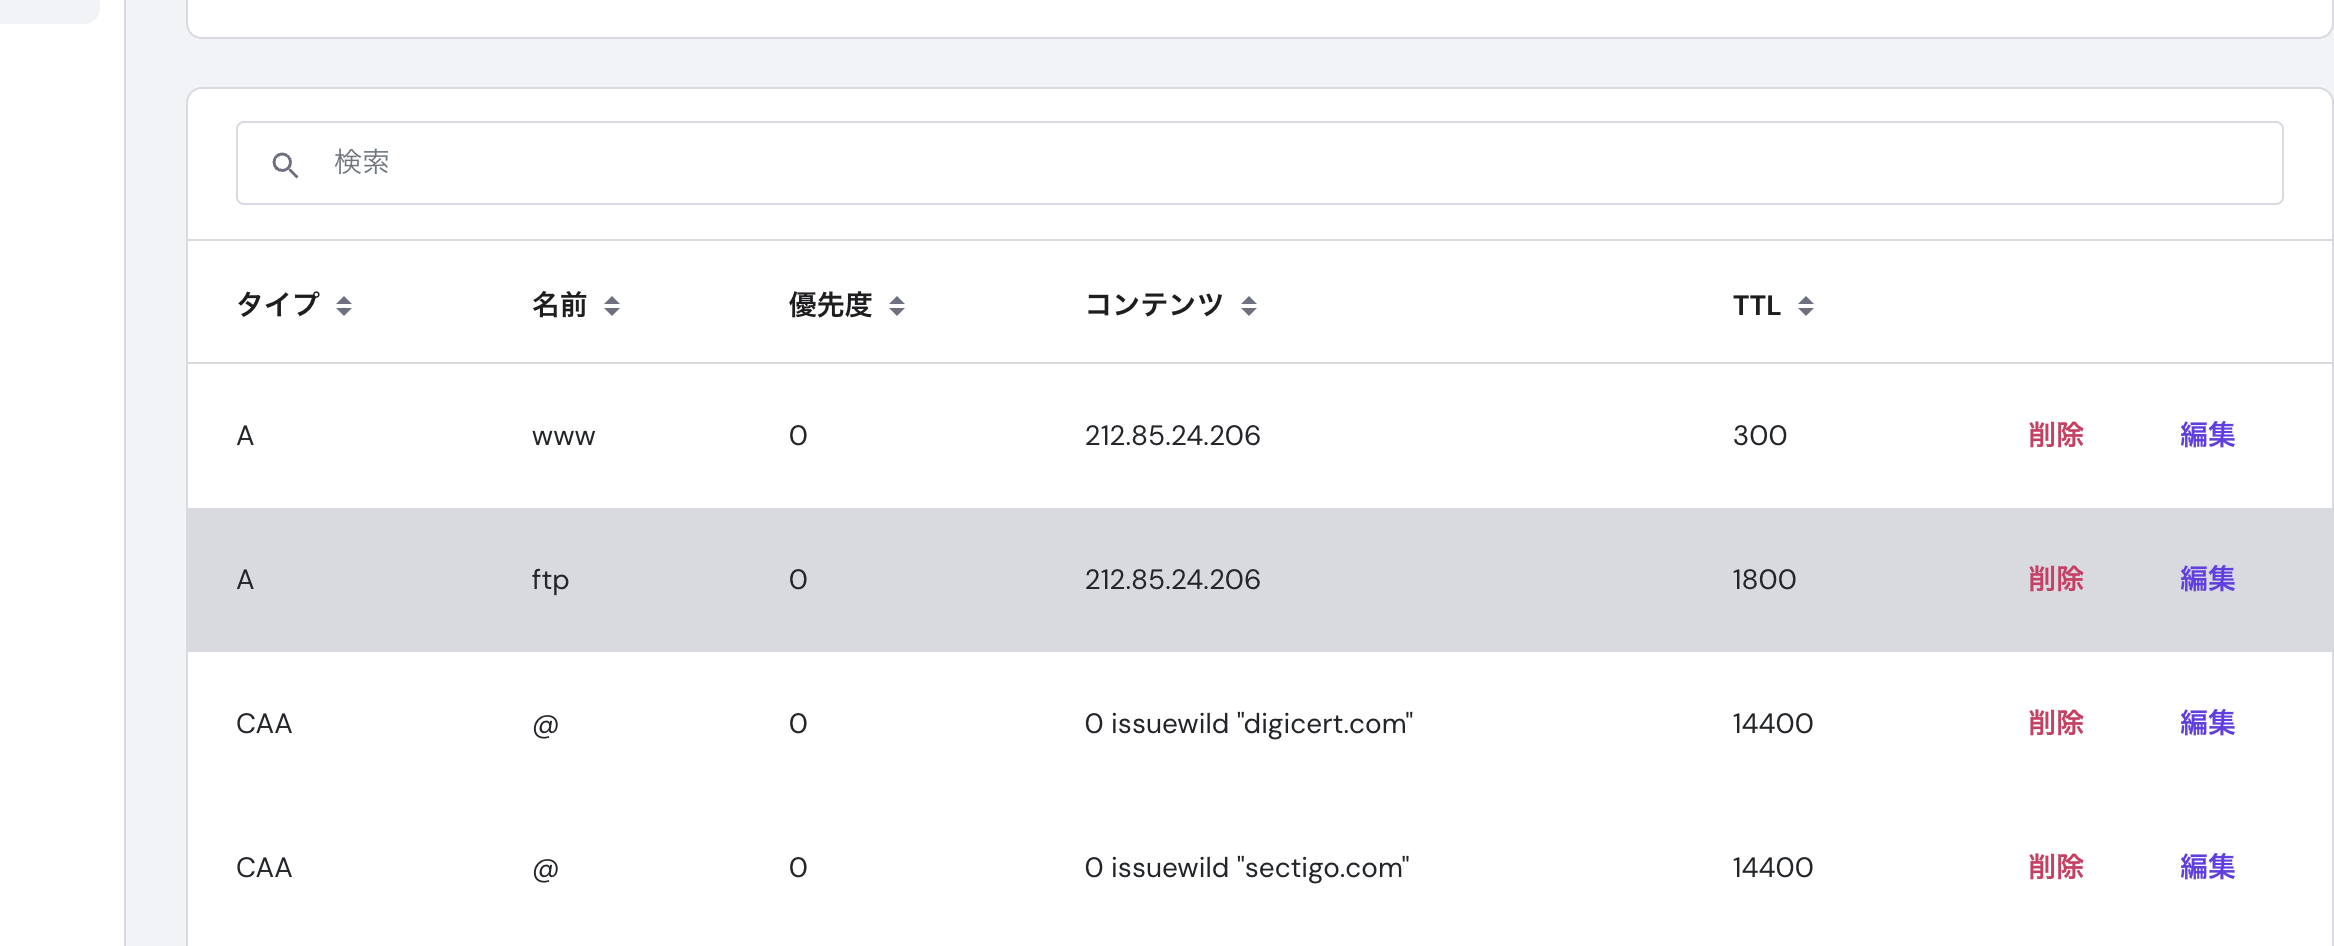 検索
タイプ 名前 優先度 コンテンツ TTL
A www 0 212.85.24.206 300 削除 編集
A ftp 0 212.85.24.206 1800 削除 編集
CAA @ 0 0 issuewild "digicert.com" 14400 削除 編集
CAA @ 0 0 issuewild "sectigo.com" 14400 削除 編集